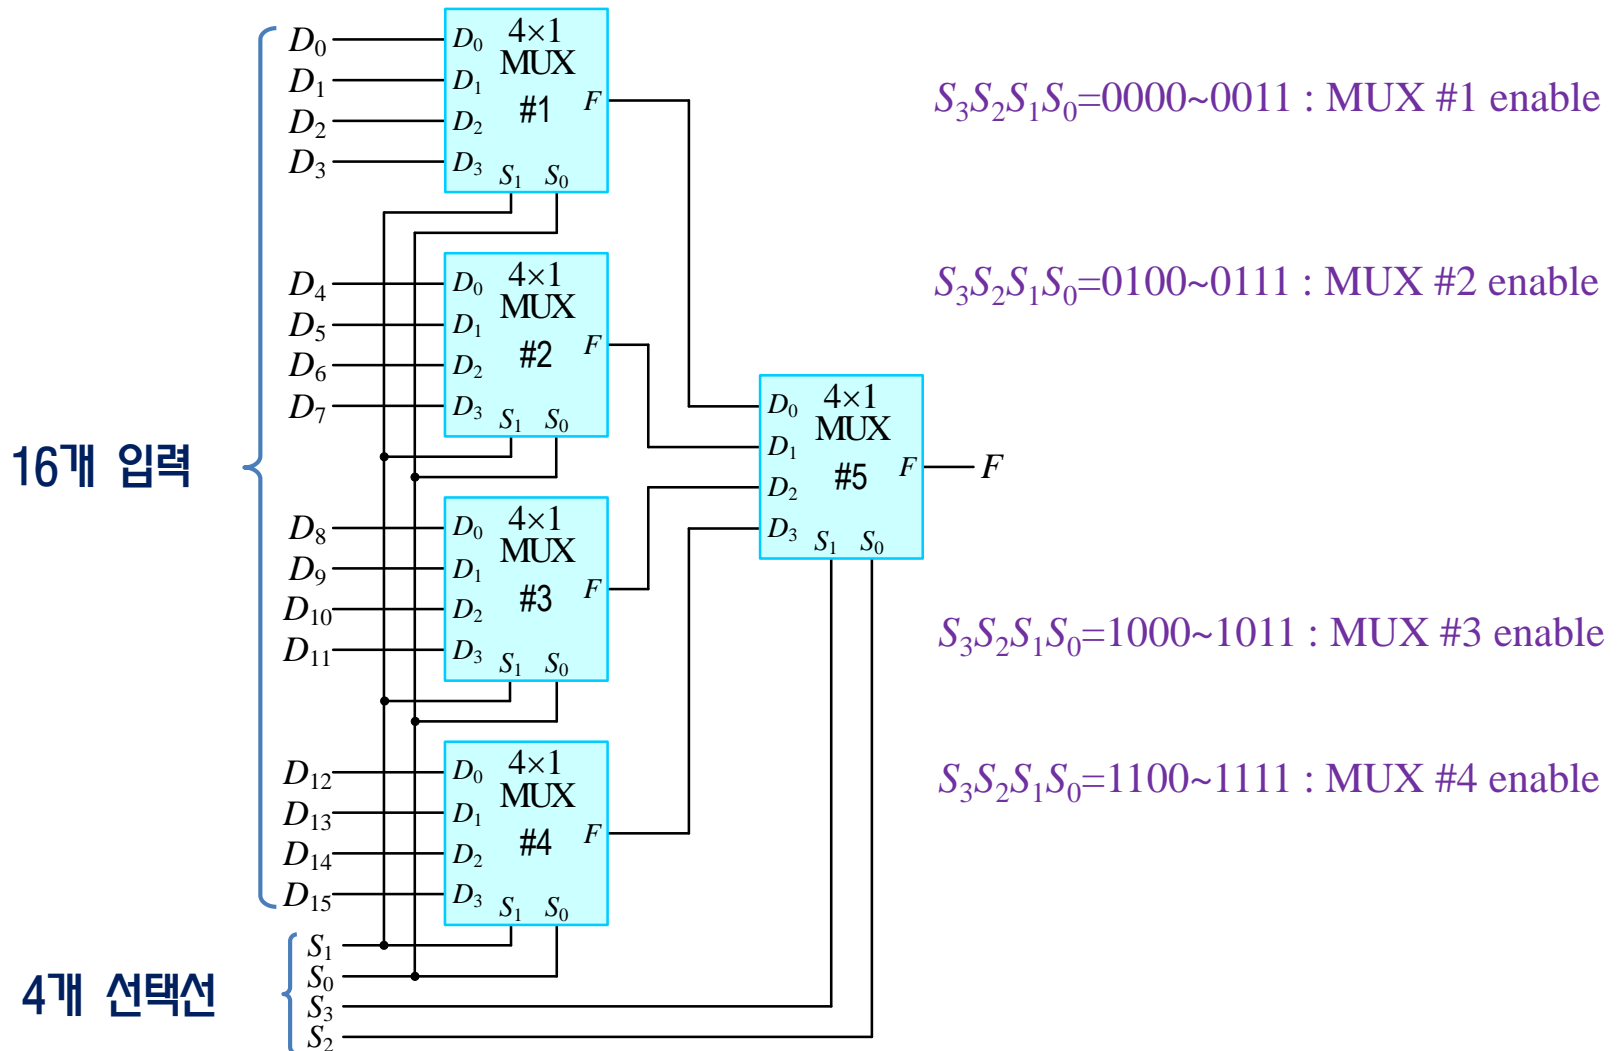 D₀
D₁
D₂
D₃
D₀ 4×1
MUX
D₁
#1
F
D₂
D₃
S₁ S₀
S₃S₂S₁S₀=0000~0011 : MUX #1 enable
D₄
D₅
D₆
D₇
D₀ 4×1
MUX
D₁
#2
F
D₂
D₃
S₁ S₀
S₃S₂S₁S₀=0100~0111 : MUX #2 enable
16개 입력
D₀ 4×1
MUX
D₁
#5
F
F
D₂
D₃
S₁ S₀
D₈
D₉
D₁₀
D₁₁
D₀ 4×1
MUX
D₁
#3
F
D₂
D₃
S₁ S₀
S₃S₂S₁S₀=1000~1011 : MUX #3 enable
D₁₂
D₁₃
D₁₄
D₁₅
D₀ 4×1
MUX
D₁
#4
F
D₂
D₃
S₁ S₀
S₃S₂S₁S₀=1100~1111 : MUX #4 enable
4개 선택선
S₁
S₀
S₃
S₂